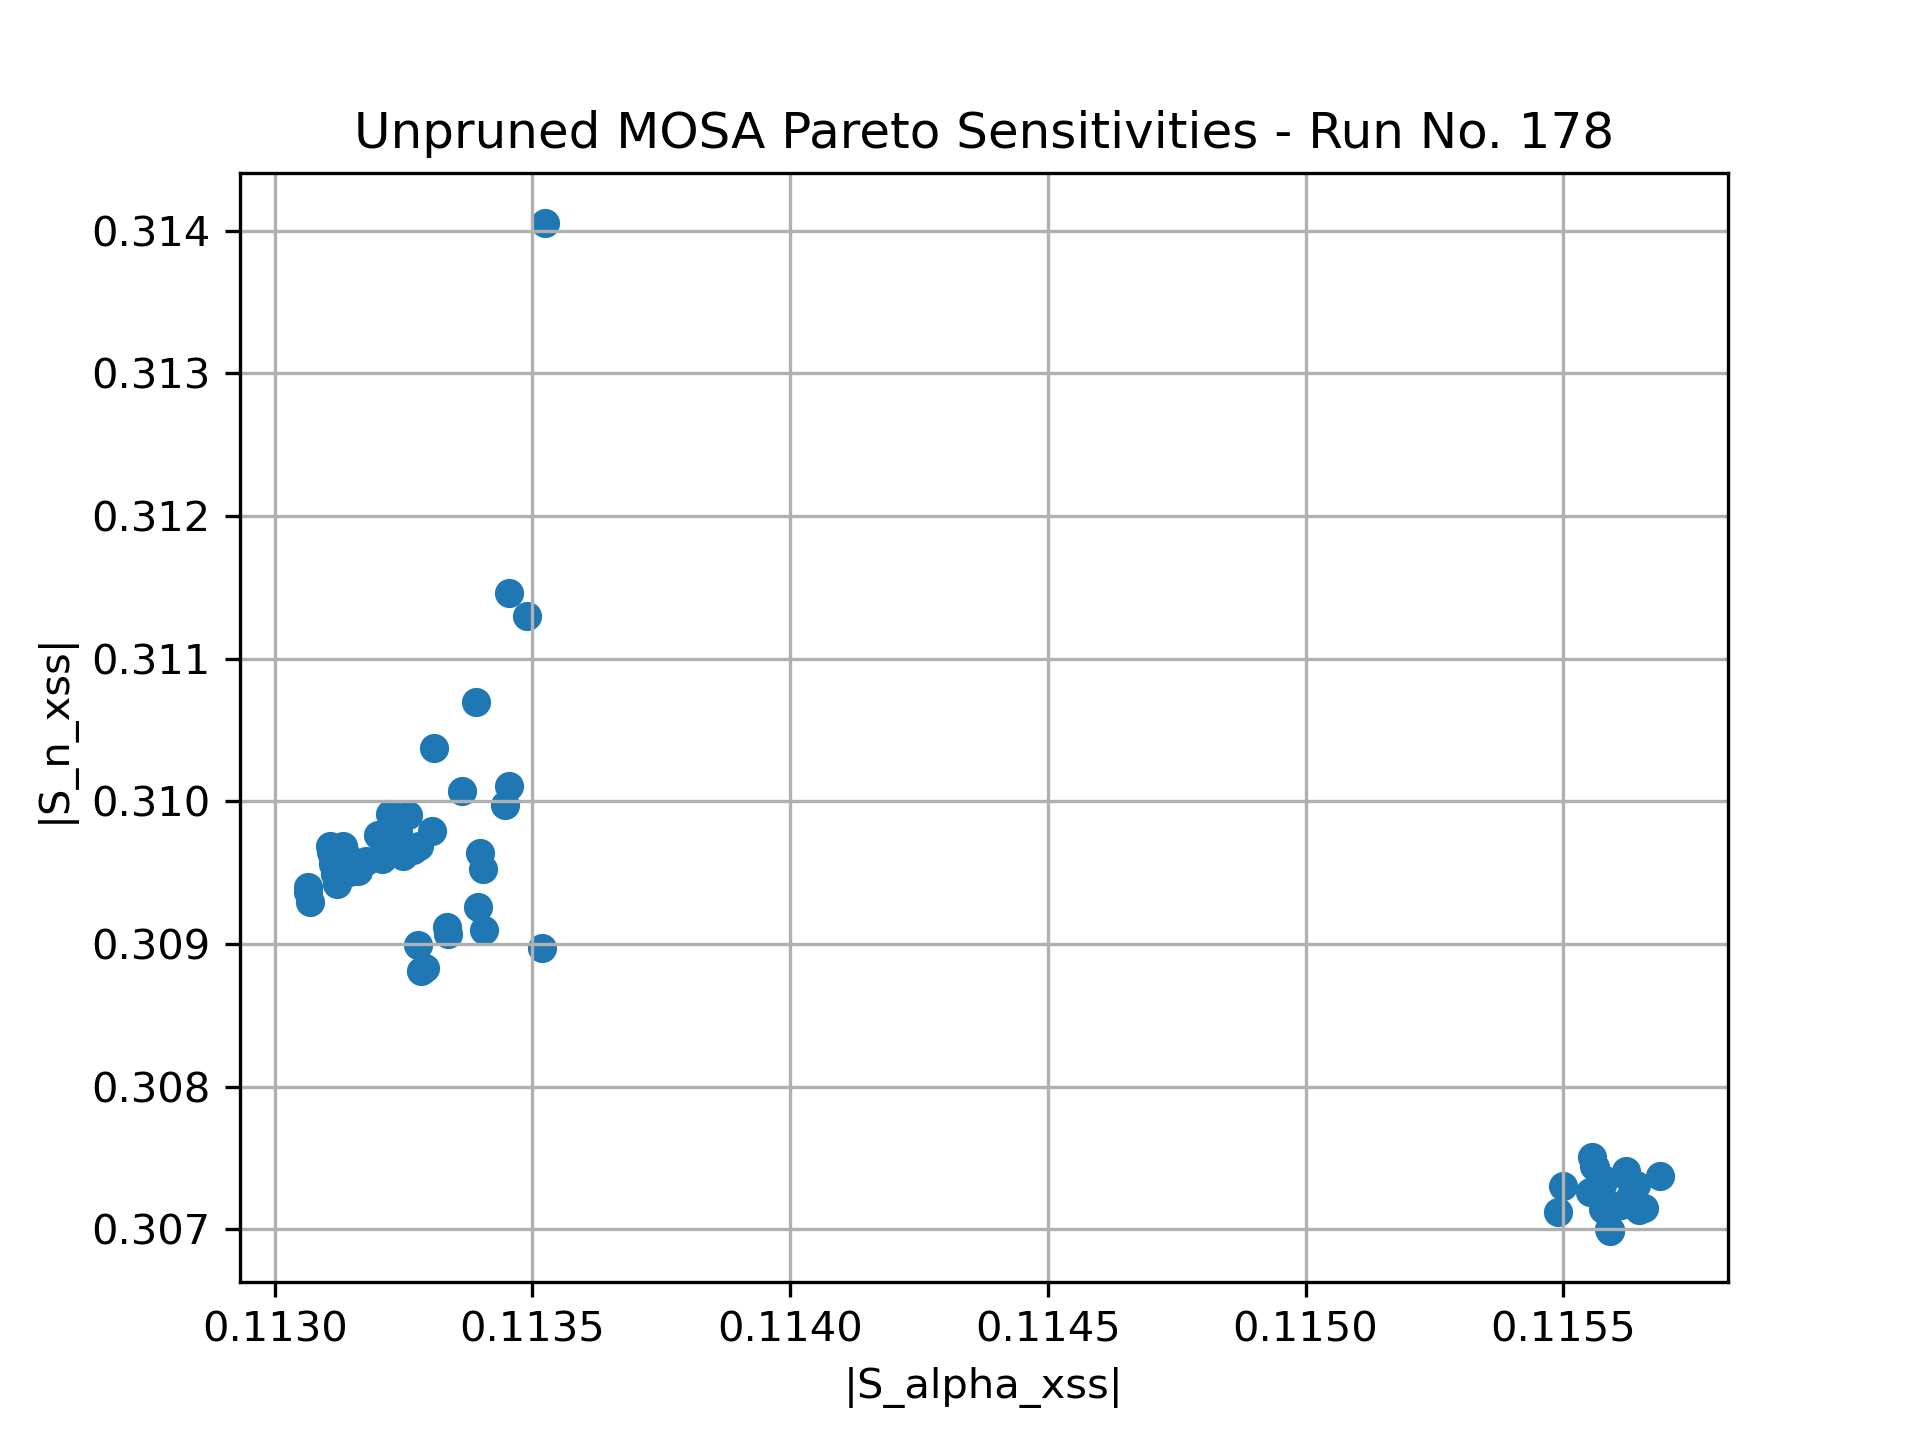 Unpruned MOSA Pareto Sensitivities - Run No. 178
0.314
0.313
0.312
0.311
0.310
0.309
0.308
0.307
|S_n_xss|
0.1130 0.1135 0.1140 0.1145 0.1150 0.1155
|S_alpha_xss|